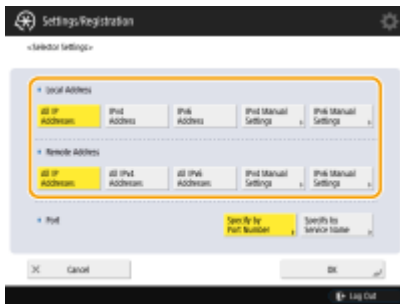 Settings/Registration
<Selector Settings>
Local Address
All IP Addresses
IPv4 Address
IPv6 Address
IPv4 Manual Settings
IPv6 Manual Settings
Remote Address
All IP Addresses
All IPv4 Addresses
All IPv6 Addresses
IPv4 Manual Settings
IPv6 Manual Settings
Port
Specify by Port Number
Specify by Service Name
Cancel
OK
Log Out